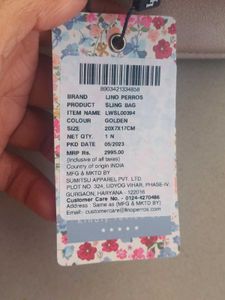 8903421334858
BRAND : LINO PERROS
PRODUCT : SLING BAG
ITEM NAME : LWSL00394
COLOUR : GOLDEN
SIZE : 20X7X17CM
NET QTY : 1 N
PKD DATE : 05/2023
MRP Rs. : 2995.00
(Inclusive of all taxes)
Country of origin INDIA
MFG & MKTD BY
SUMITSU APPAREL PVT. LTD.
PLOT NO. 324, UDYOG VIHAR, PHASE-IV,
GURGAON, HARYANA - 122016
Customer Care No. - 0124-4270486
Address : Same as (MFG & MKTD BY)
Email : customercare@linoperros.com